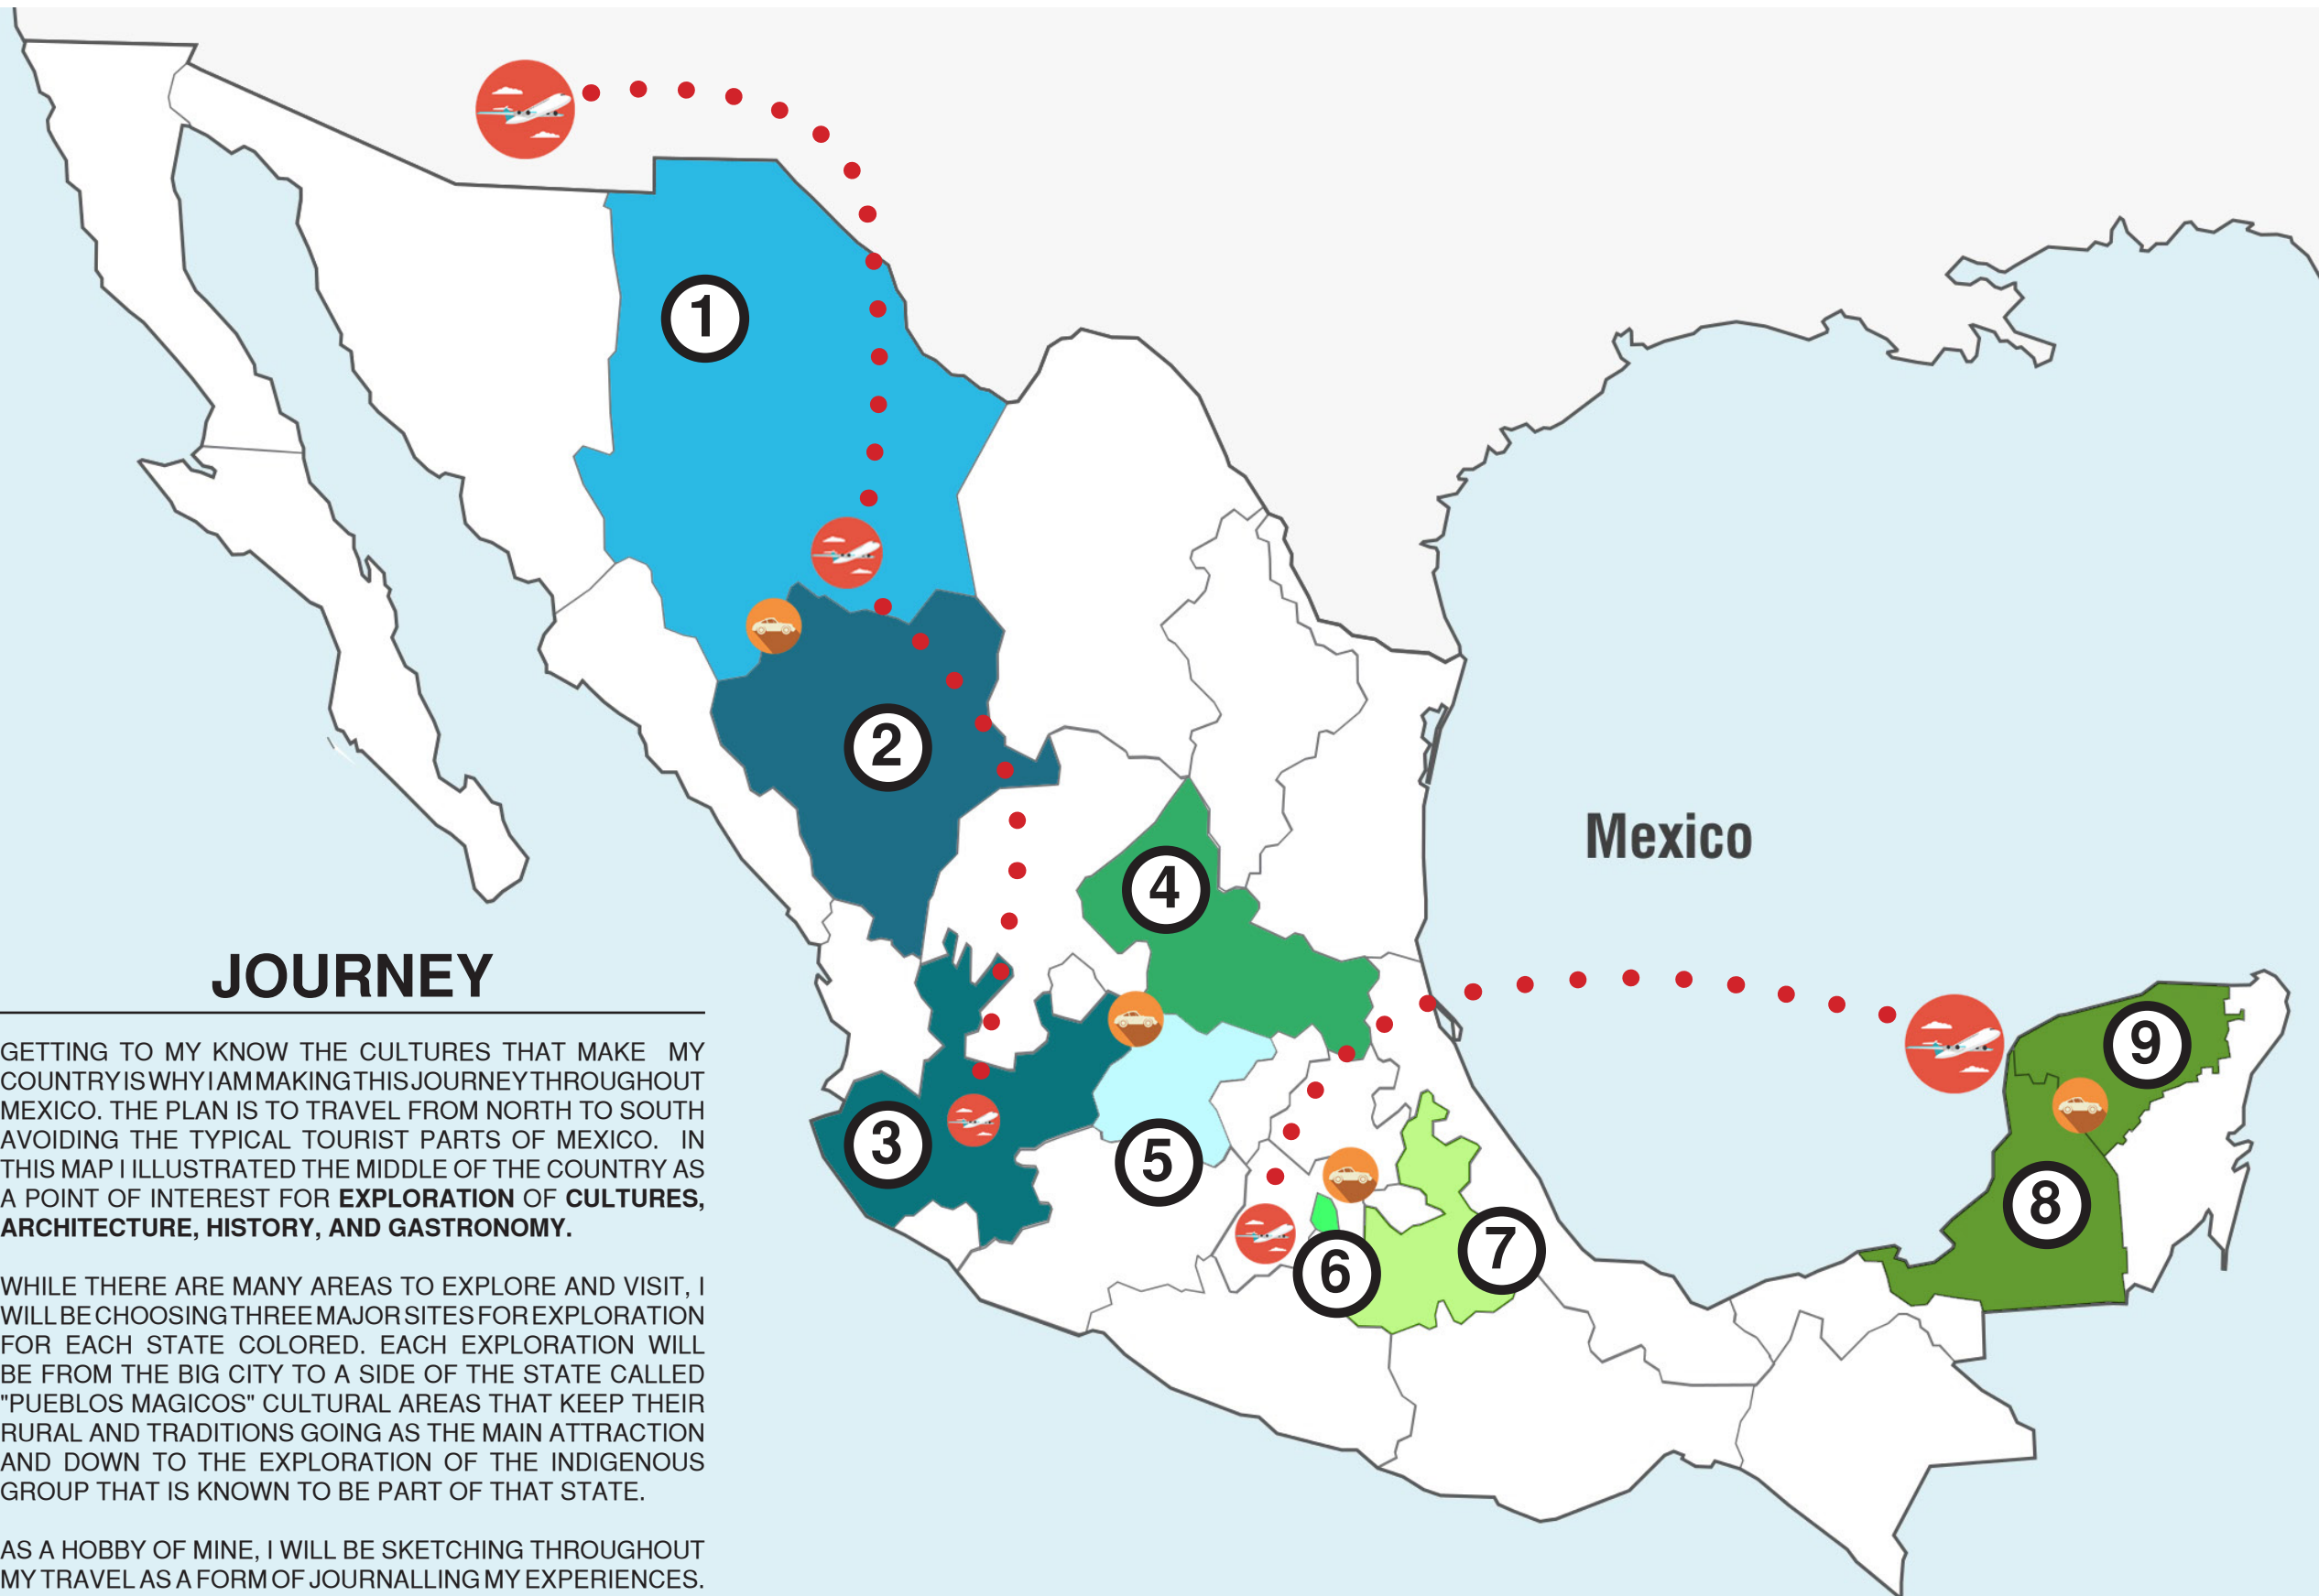 1
2
4
Mexico
JOURNEY
9
3
5
8
7
6
GETTING TO MY KNOW THE CULTURES THAT MAKE MY
COUNTRY IS WHY I AM MAKING THIS JOURNEY THROUGHOUT
MEXICO. THE PLAN IS TO TRAVEL FROM NORTH TO SOUTH
AVOIDING THE TYPICAL TOURIST PARTS OF MEXICO. IN
THIS MAP I ILLUSTRATED THE MIDDLE OF THE COUNTRY AS
A POINT OF INTEREST FOR EXPLORATION OF CULTURES,
ARCHITECTURE, HISTORY, AND GASTRONOMY.
WHILE THERE ARE MANY AREAS TO EXPLORE AND VISIT, I
WILL BE CHOOSING THREE MAJOR SITES FOR EXPLORATION
FOR EACH STATE COLORED. EACH EXPLORATION WILL
BE FROM THE BIG CITY TO A SIDE OF THE STATE CALLED
"PUEBLOS MAGICOS" CULTURAL AREAS THAT KEEP THEIR
RURAL AND TRADITIONS GOING AS THE MAIN ATTRACTION
AND DOWN TO THE EXPLORATION OF THE INDIGENOUS
GROUP THAT IS KNOWN TO BE PART OF THAT STATE.
AS A HOBBY OF MINE, I WILL BE SKETCHING THROUGHOUT
MY TRAVEL AS A FORM OF JOURNALLING MY EXPERIENCES.